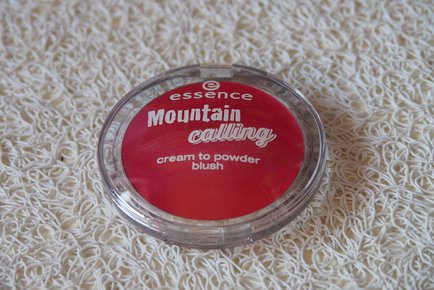 essence
Mountain
calling
cream to powder
blush